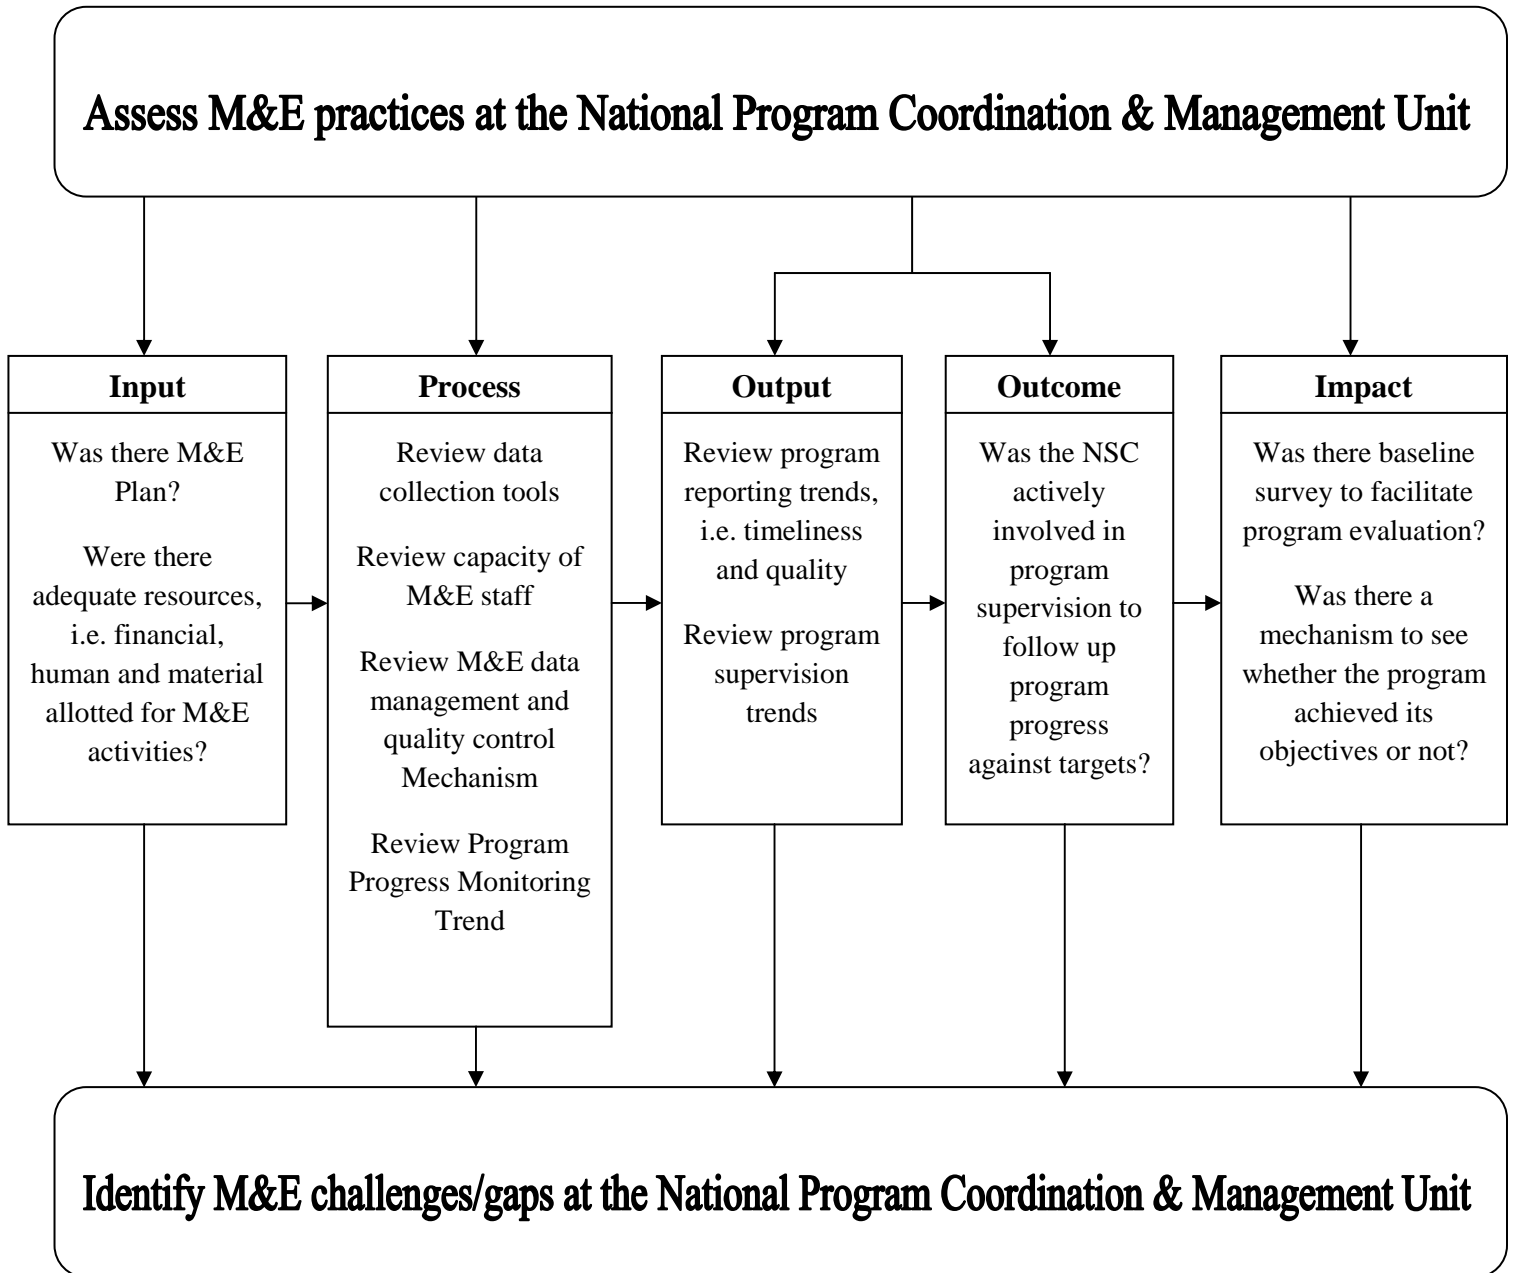 Assess M&E practices at the National Program Coordination & Management Unit
Input
Was there M&E
Plan?
Were there
adequate resources,
i.e. financial,
human and material
allotted for M&E
activities?
Process
Review data
collection tools
Review capacity of
M&E staff
Review M&E data
management and
quality control
Mechanism
Review Program
Progress Monitoring
Trend
Output
Review program
reporting trends,
i.e. timeliness
and quality
Review program
supervision
trends
Outcome
Was the NSC
actively
involved in
program
supervision to
follow up
program
progress
against targets?
Impact
Was there baseline
survey to facilitate
program evaluation?
Was there a
mechanism to see
whether the program
achieved its
objectives or not?
Identify M&E challenges/gaps at the National Program Coordination & Management Unit